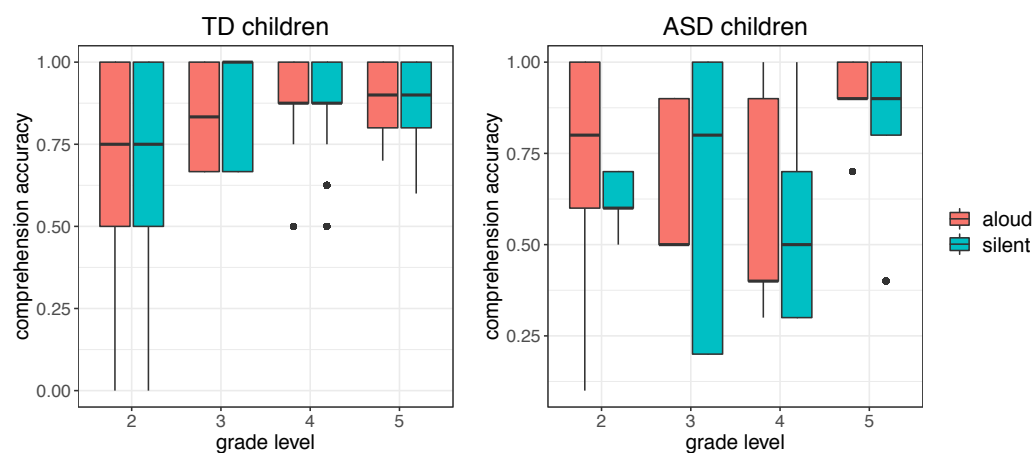 TD children
ASD children
comprehension accuracy
1.00
0.75
0.50
0.25
0.00
2 3 4 5
grade level
comprehension accuracy
1.00
0.75
0.50
0.25
2 3 4 5
grade level
aloud
silent